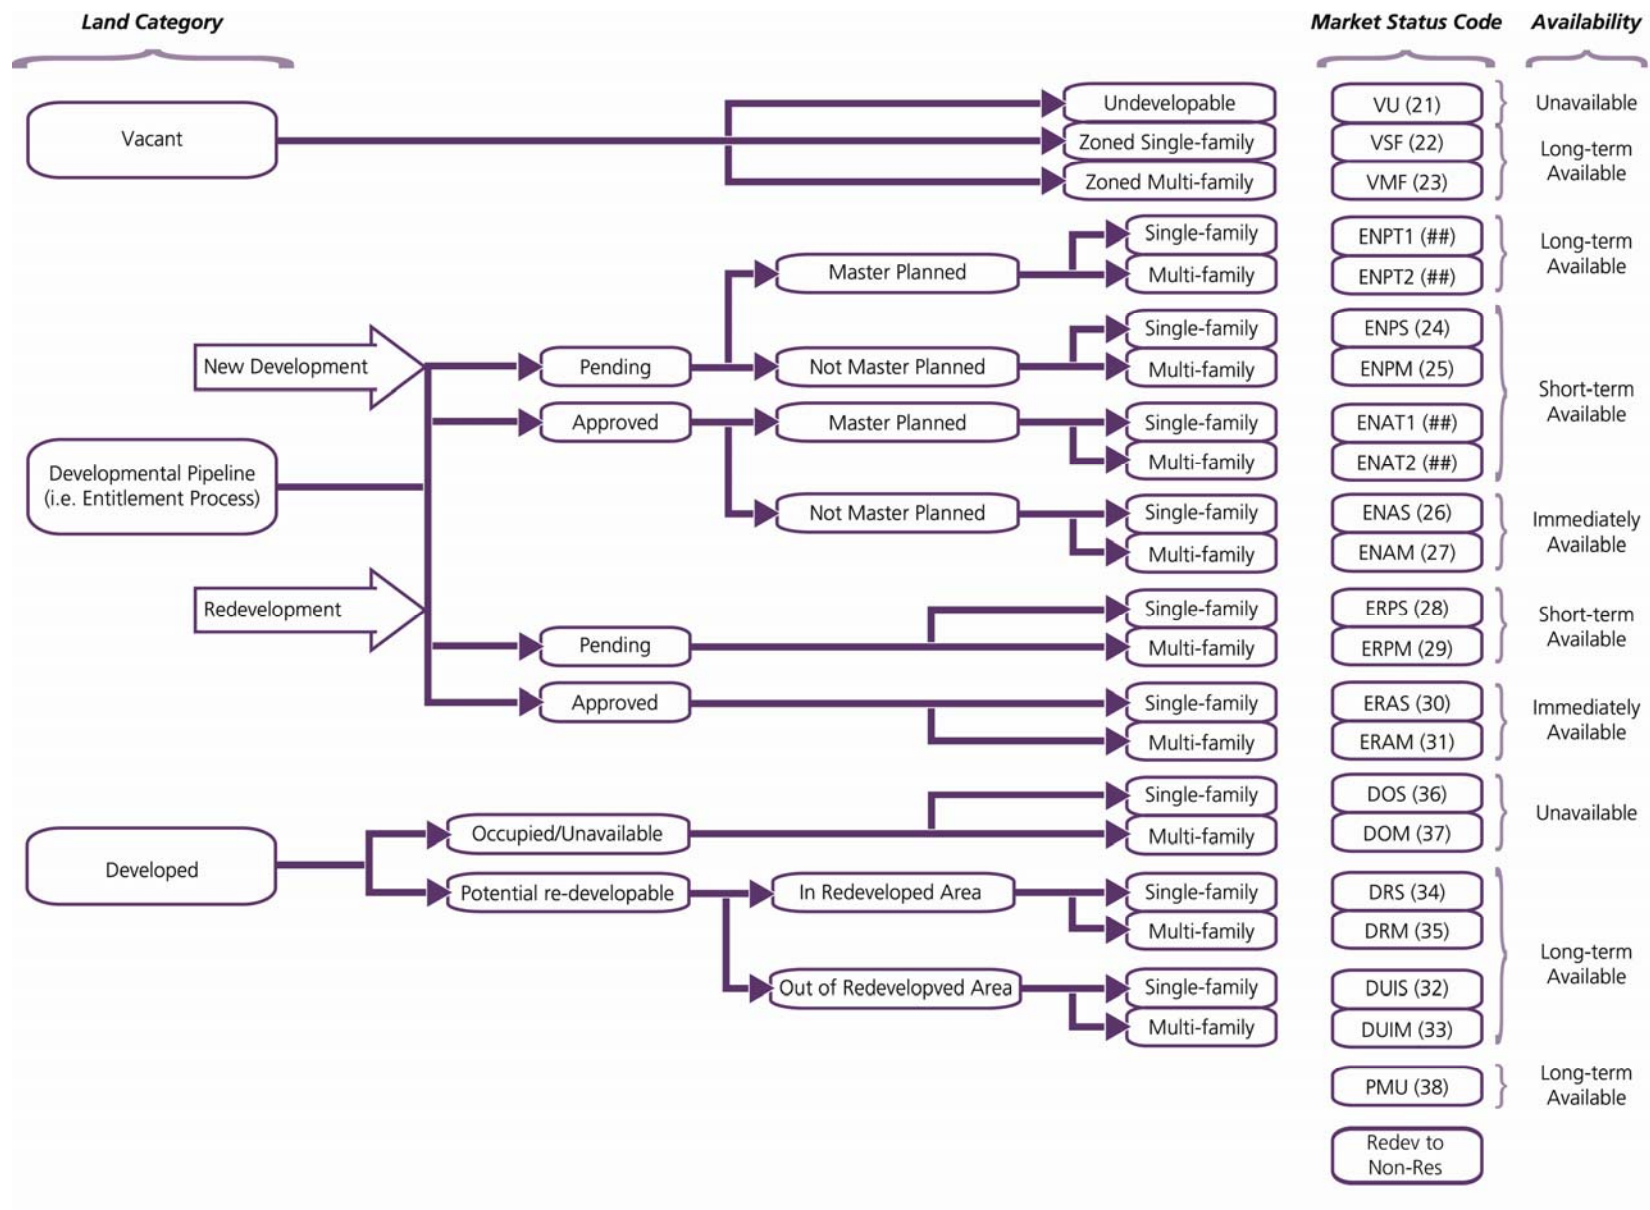 Land Category
Market Status Code
Availability
Vacant
Undevelopable
VU (21)
Unavailable
Zoned Single-family
VSF (22)
Zoned Multi-family
VMF (23)
Long-term
Available
New Development
Pending
Master Planned
Single-family
ENPT1 (##)
Multi-family
ENPT2 (##)
Long-term
Available
Not Master Planned
Single-family
ENPS (24)
Multi-family
ENPM (25)
Approved
Master Planned
Single-family
ENAT1 (##)
Multi-family
ENAT2 (##)
Short-term
Available
Developmental Pipeline
(i.e. Entitlement Process)
Not Master Planned
Single-family
ENAS (26)
Multi-family
ENAM (27)
Immediately
Available
Redevelopment
Pending
Single-family
ERPS (28)
Multi-family
ERPM (29)
Short-term
Available
Approved
Single-family
ERAS (30)
Multi-family
ERAM (31)
Immediately
Available
Developed
Occupied/Unavailable
Single-family
DOS (36)
Multi-family
DOM (37)
Unavailable
Potential re-developable
In Redeveloped Area
Single-family
DRS (34)
Multi-family
DRM (35)
Out of Redevelopved Area
Single-family
DUIS (32)
Multi-family
DUIM (33)
Long-term
Available
PMU (38)
Long-term
Available
Redev to
Non-Res